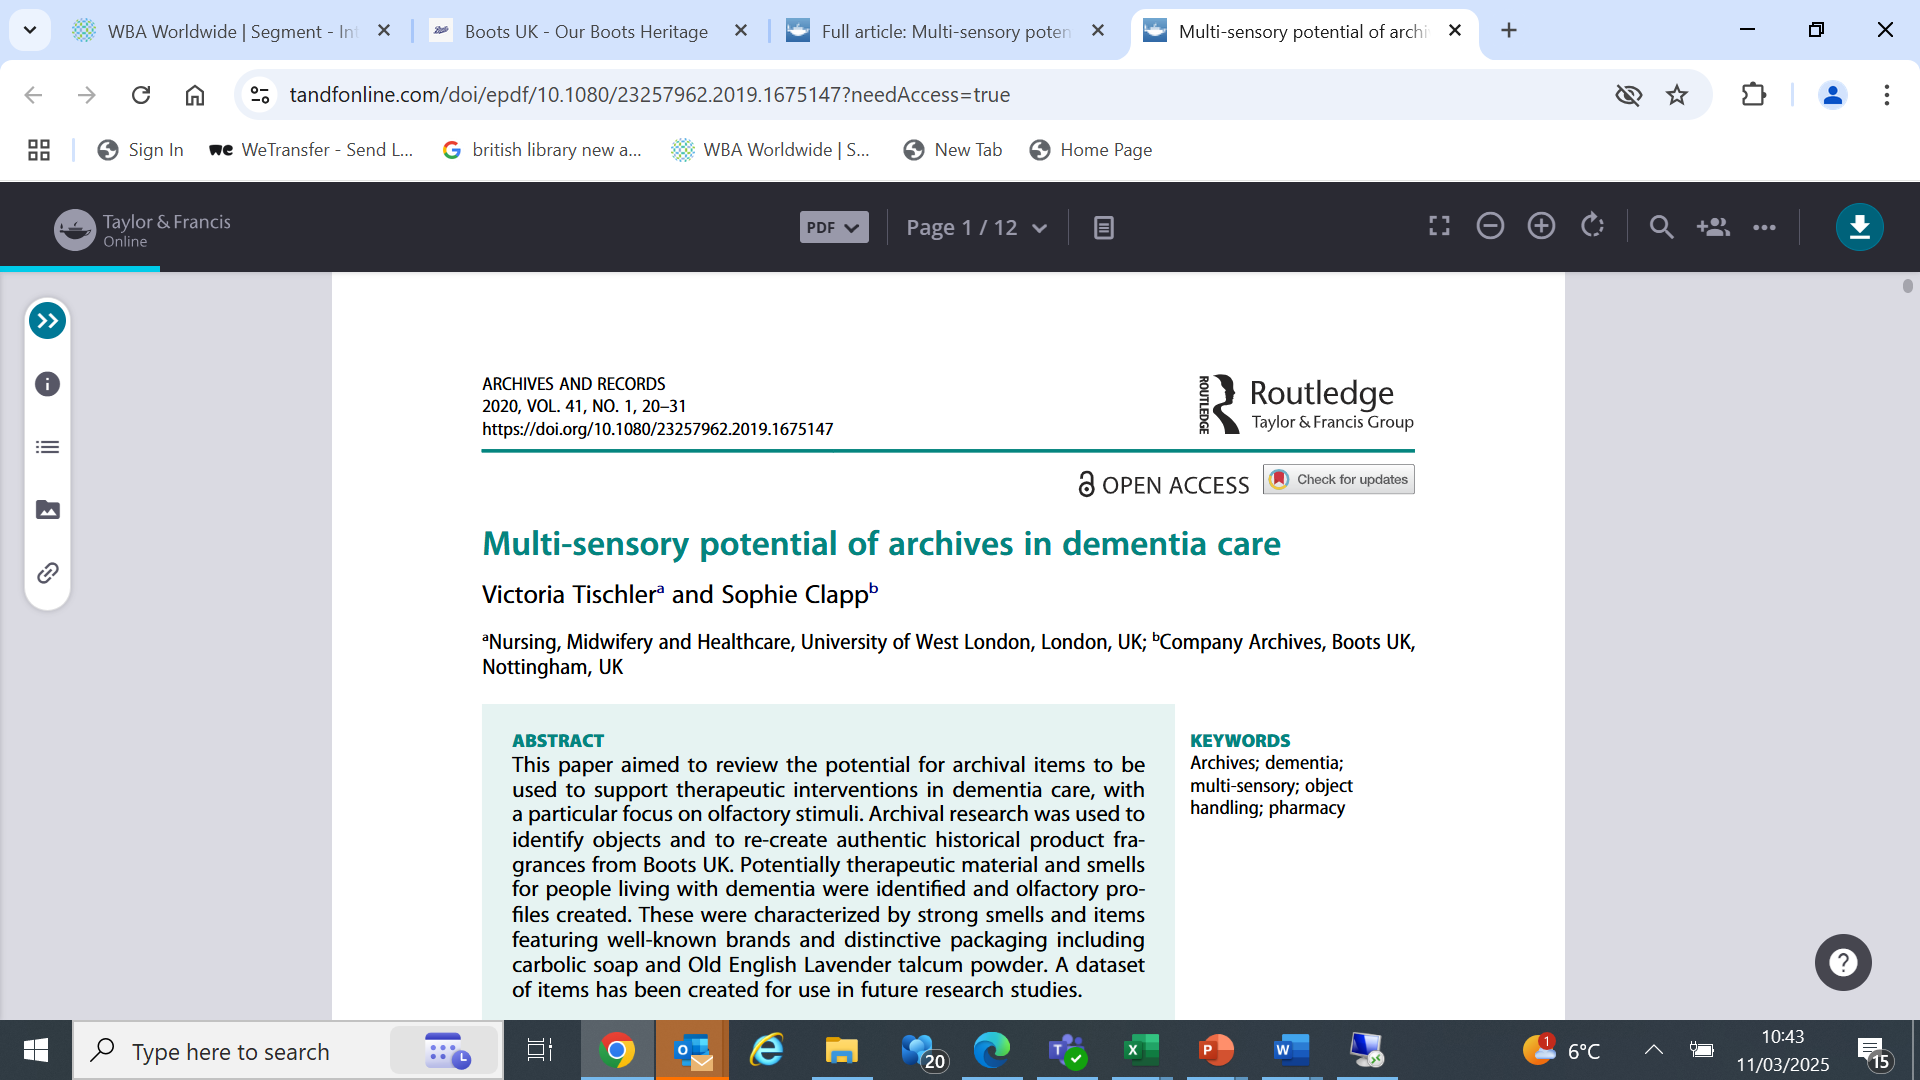 WBA Worldwide | Segment - Int
Boots UK - Our Boots Heritage
Full article: Multi-sensory poten
Multi-sensory potential of archi
tandfonline.com/doi/epdf/10.1080/23257962.2019.1675147?needAccess=true
Sign In
WeTransfer - Send L...
british library new a...
WBA Worldwide | S...
New Tab
Home Page
Taylor & Francis
Online
PDF
Page 1 / 12
ARCHIVES AND RECORDS
2020, VOL. 41, NO. 1, 20–31
https://doi.org/10.1080/23257962.2019.1675147
ROUTLEDGE
Routledge
Taylor & Francis Group
OPEN ACCESS
Check for updates
Multi-sensory potential of archives in dementia care
Victoria Tischlerᵃ and Sophie Clappᵇ
ᵃNursing, Midwifery and Healthcare, University of West London, London, UK; ᵇCompany Archives, Boots UK,
Nottingham, UK
ABSTRACT
This paper aimed to review the potential for archival items to be
used to support therapeutic interventions in dementia care, with
a particular focus on olfactory stimuli. Archival research was used to
identify objects and to re-create authentic historical product fra-
grances from Boots UK. Potentially therapeutic material and smells
for people living with dementia were identified and olfactory pro-
files created. These were characterized by strong smells and items
featuring well-known brands and distinctive packaging including
carbolic soap and Old English Lavender talcum powder. A dataset
of items has been created for use in future research studies.
KEYWORDS
Archives; dementia;
multi-sensory; object
handling; pharmacy
Type here to search
20
1
6°C
10:43
11/03/2025
15